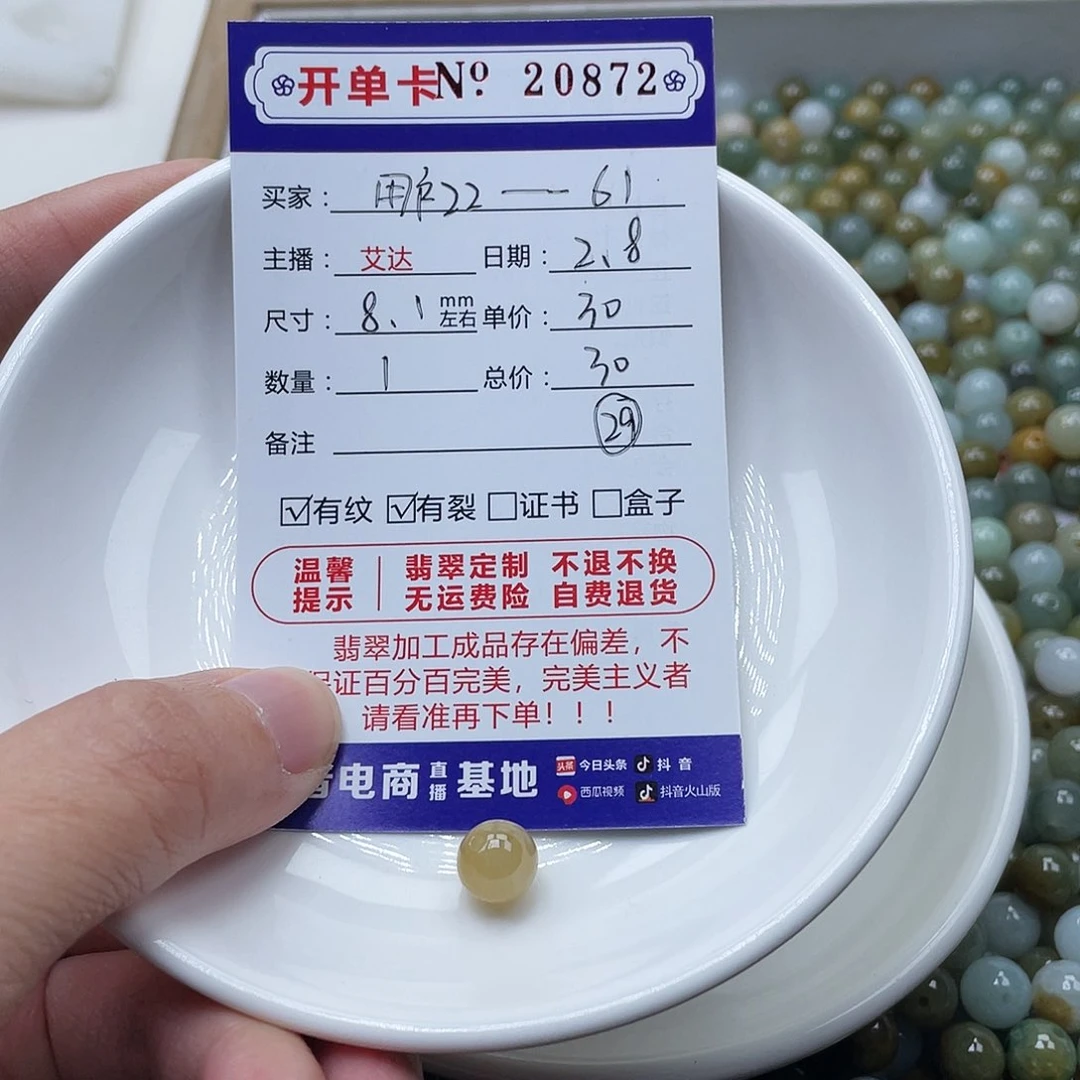 开单卡 Nº 20872
买家：用户22——61
主播：艾达 日期：2、8
尺寸：8.1mm左右 单价：30
数量：1 总价：30
备注 29
☑有纹 ☑有裂 □证书 □盒子
温馨提示 翡翠定制 不退不换
无运费险 自费退货
翡翠加工成品存在偏差，不
证百分百完美，完美主义者
请看准再下单！！！
电商直播基地 头条 今日头条 抖音
西瓜视频 抖音火山版